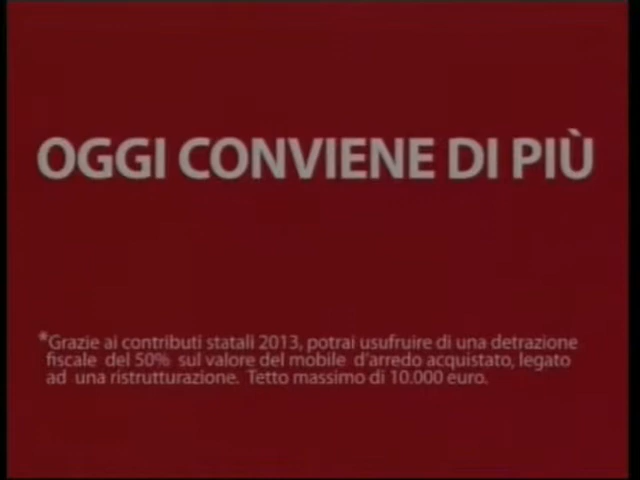 OGGI CONVIENE DI PIÙ
*Grazie ai contributi statali 2013, potrai usufruire di una detrazione
fiscale del 50% sul valore del mobile d'arredo acquistato, legato
ad una ristrutturazione. Tetto massimo di 10.000 euro.